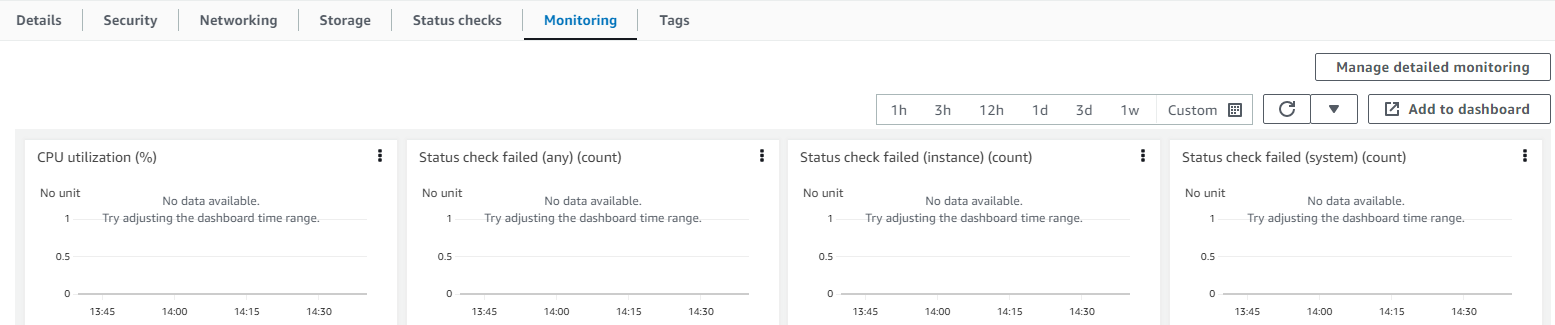 Details Security Networking Storage Status checks Monitoring Tags
Manage detailed monitoring
1h 3h 12h 1d 3d 1w Custom Add to dashboard
CPU utilization (%)
No unit
No data available.
Try adjusting the dashboard time range.
1
0.5
0
13:45 14:00 14:15 14:30
Status check failed (any) (count)
No unit
No data available.
Try adjusting the dashboard time range.
1
0.5
0
13:45 14:00 14:15 14:30
Status check failed (instance) (count)
No unit
No data available.
Try adjusting the dashboard time range.
1
0.5
0
13:45 14:00 14:15 14:30
Status check failed (system) (count)
No unit
No data available.
Try adjusting the dashboard time range.
1
0.5
0
13:45 14:00 14:15 14:30